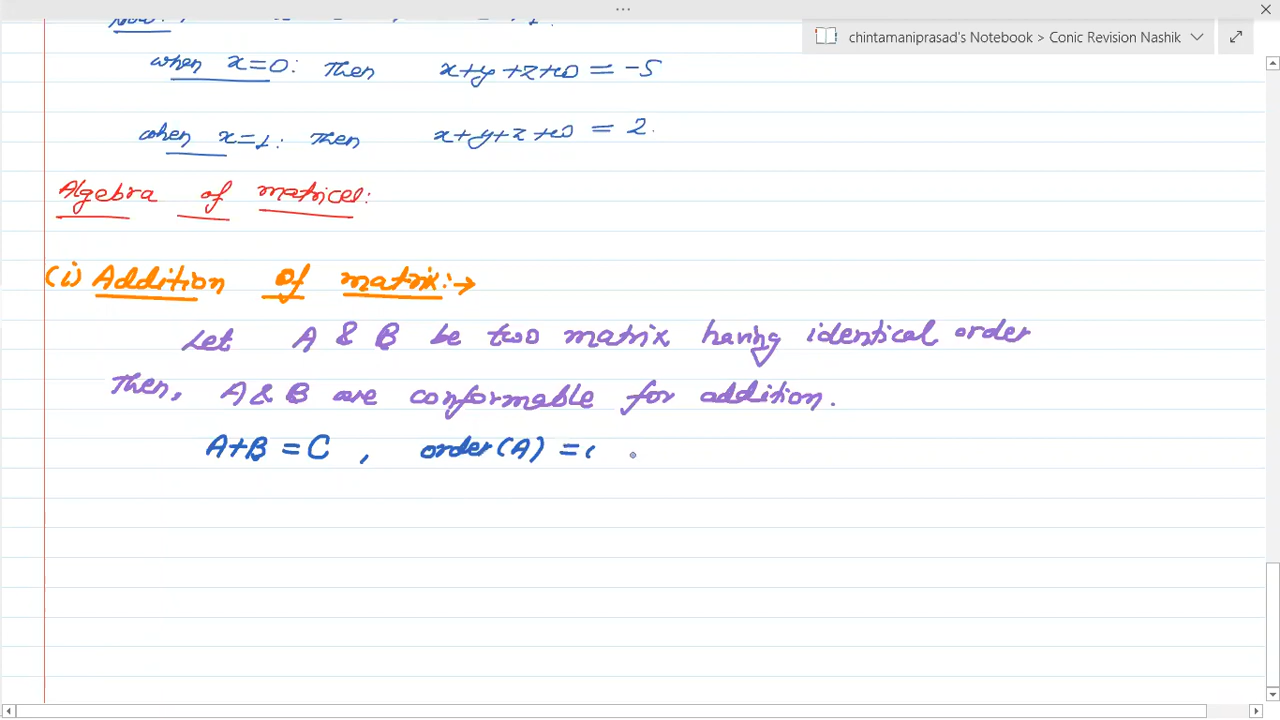 chintamaniprasad's Notebook > Conic Revision Nashik
when x=0: Then x+y+z+w = -5
when x=1: Then x+y+z+w = 2.
Algebra of matrices:
(i) Addition of matrix:→
Let A & B be two matrix having identical order
Then, A & B are conformable for addition.
A+B = C , order(A) = (